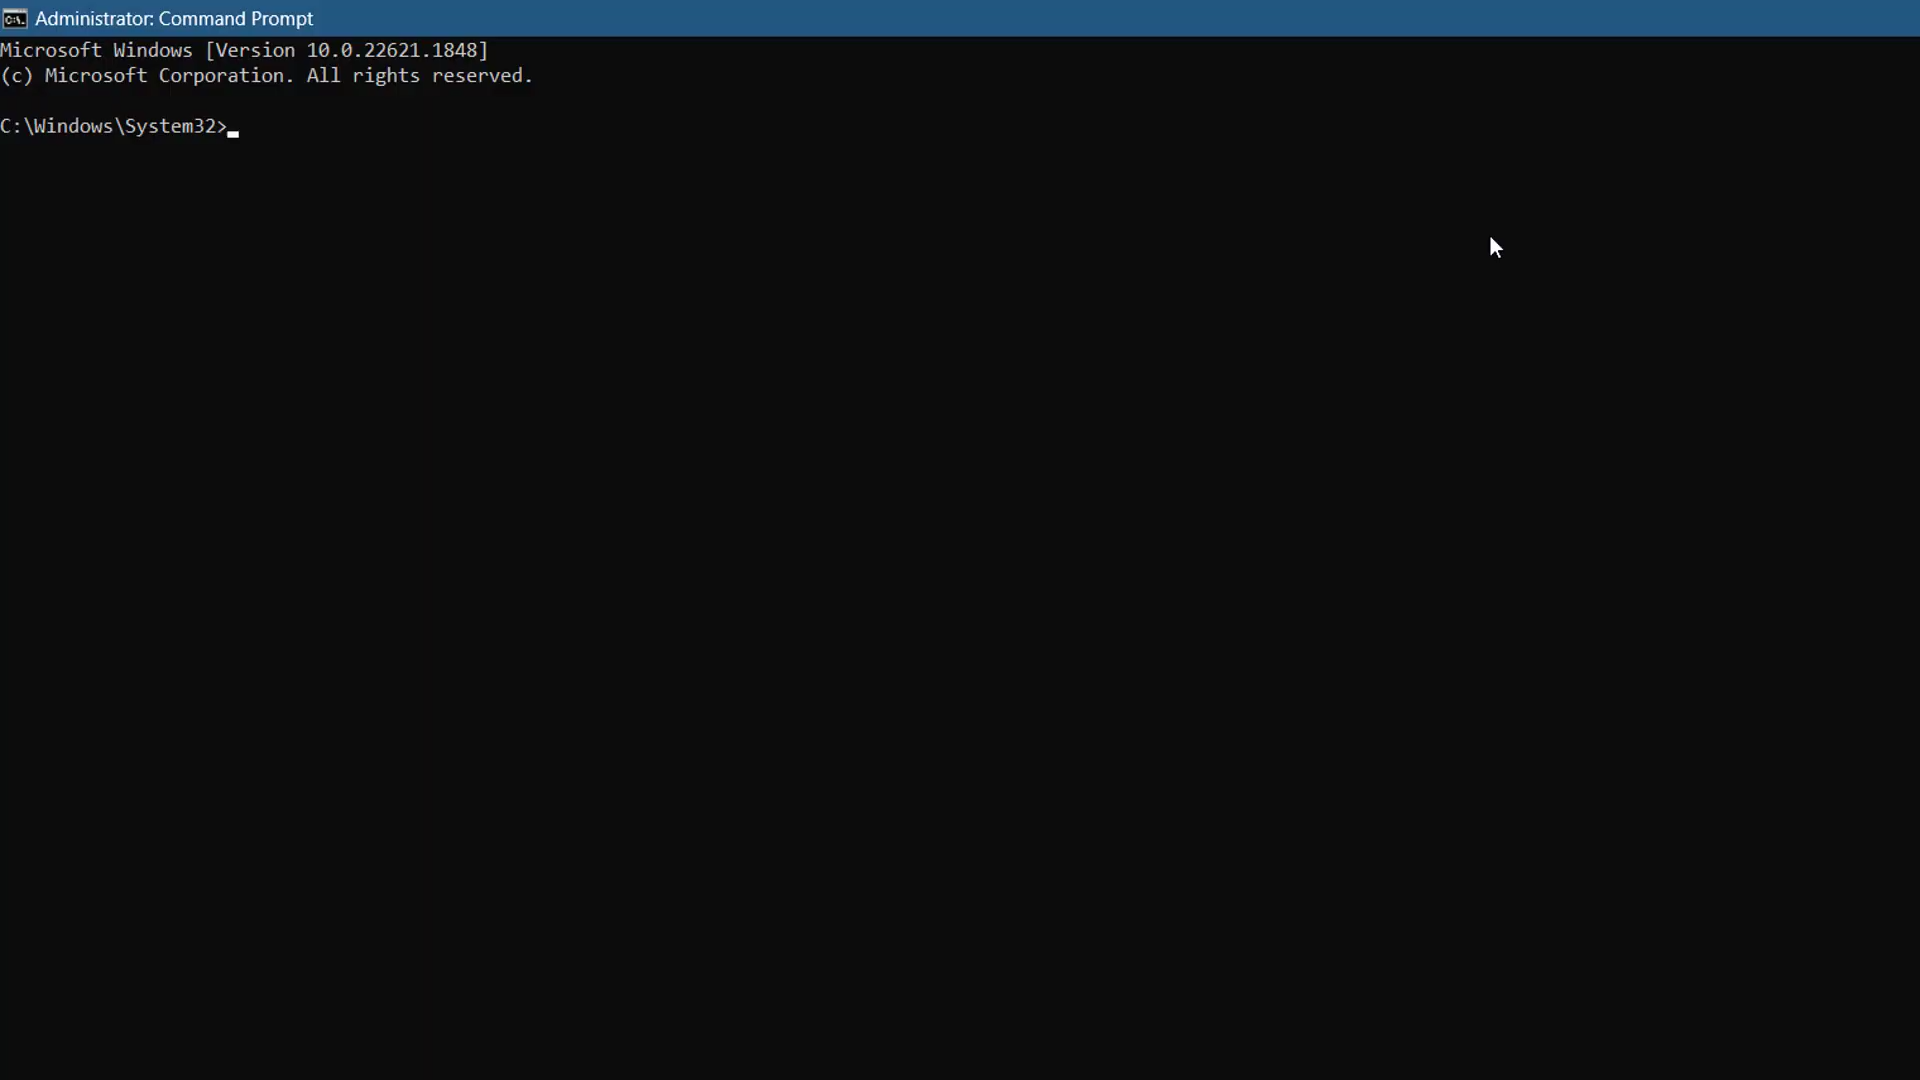 Administrator: Command Prompt
Microsoft Windows [Version 10.0.22621.1848]
(c) Microsoft Corporation. All rights reserved.
C:\Windows\System32>